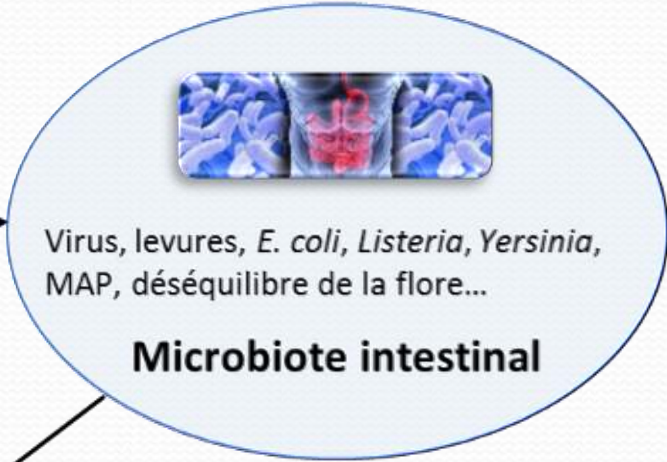 Virus, levures, E. coli, Listeria, Yersinia,
MAP, déséquilibre de la flore...
Microbiote intestinal